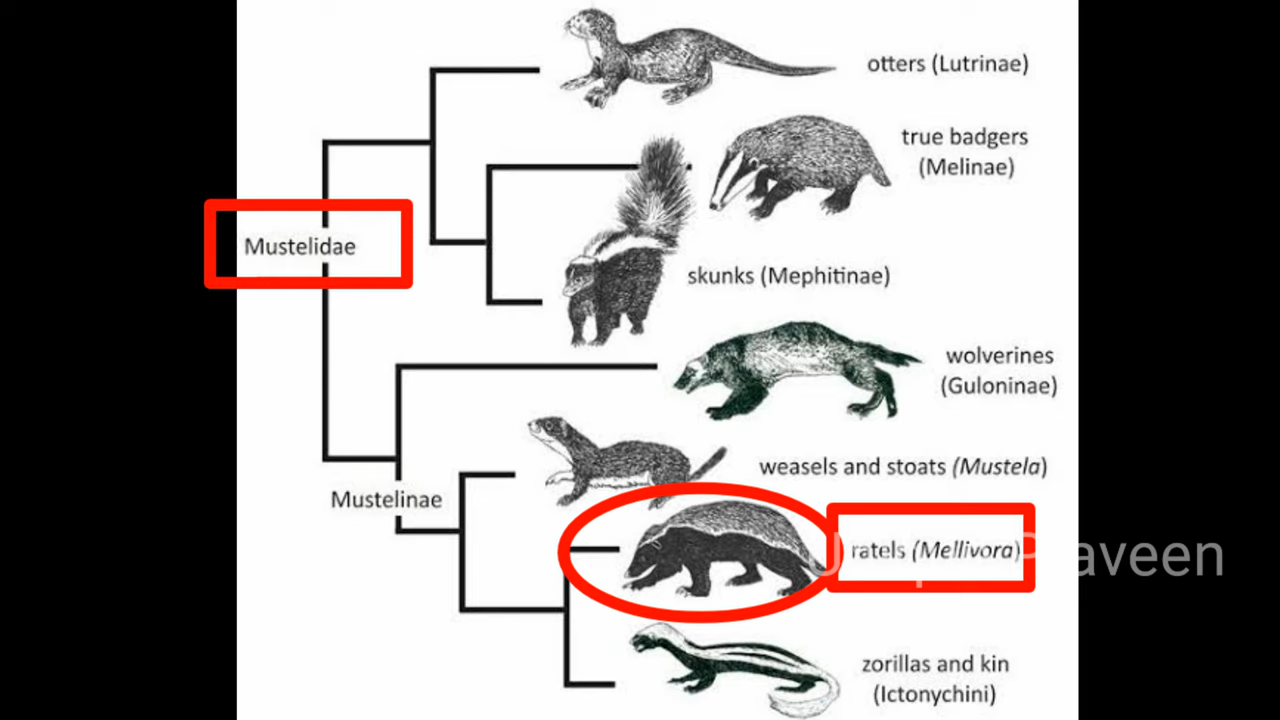 otters (Lutrinae)
true badgers
(Melinae)
Mustelidae
skunks (Mephitinae)
wolverines
(Guloninae)
weasels and stoats (Mustela)
Mustelinae
ratels (Mellivora)
zorillas and kin
(Ictonychini)